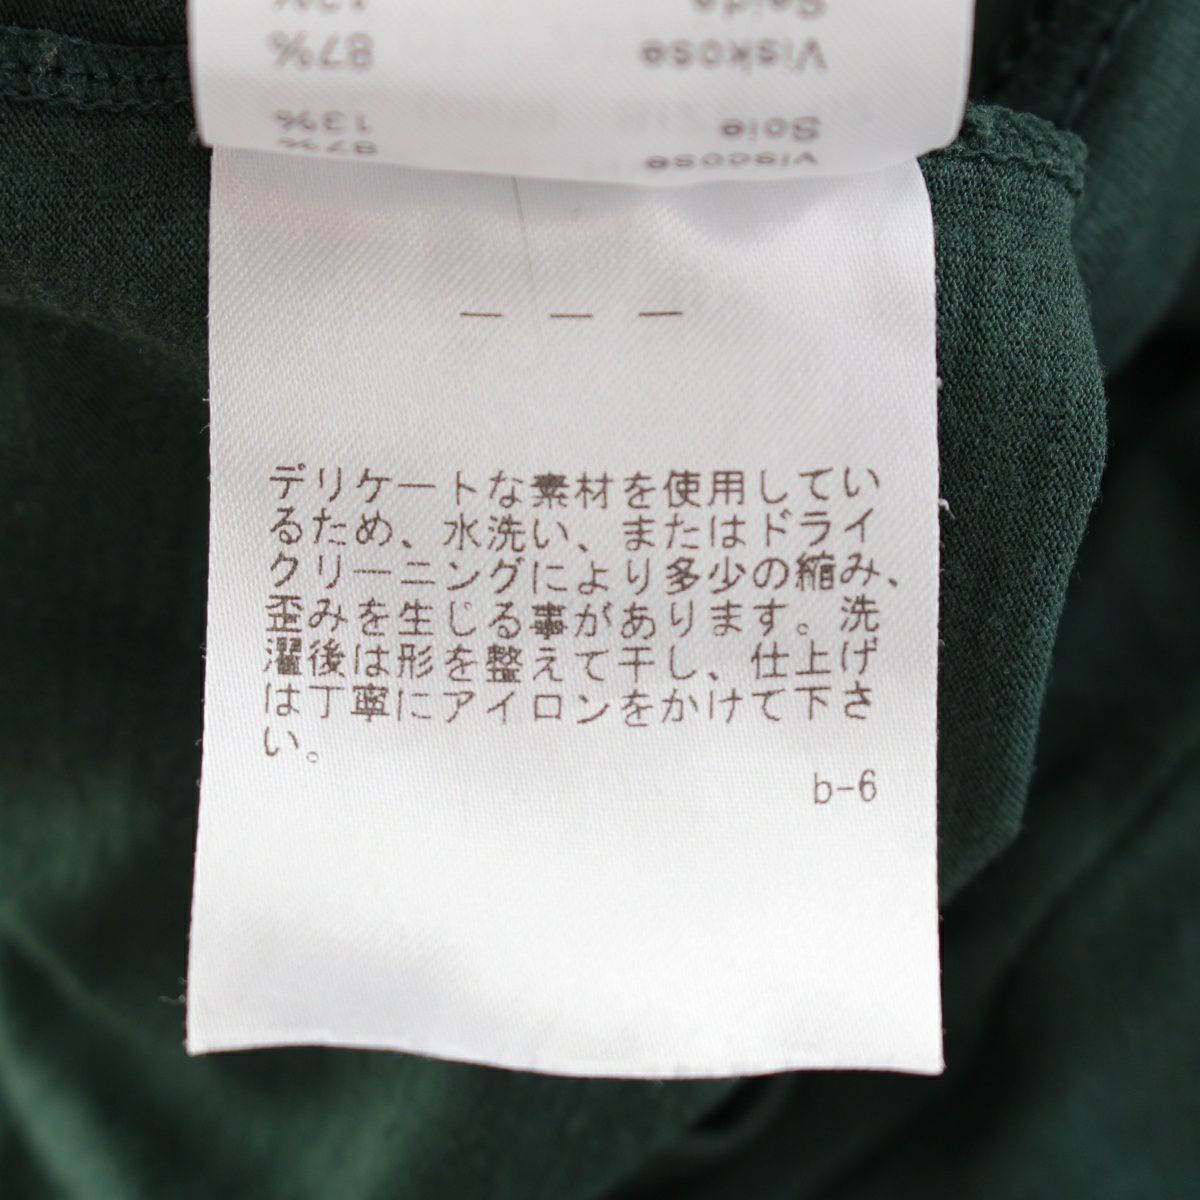 Seide 13%
Viskose 87%
Soie 13%
Viscose 87%
— — —
デリケートな素材を使用してい
るため、水洗い、またはドライ
クリーニングにより多少の縮み、
歪みを生じる事があります。洗
濯後は形を整えて干し、仕上げ
は丁寧にアイロンをかけて下さ
い。
b-6